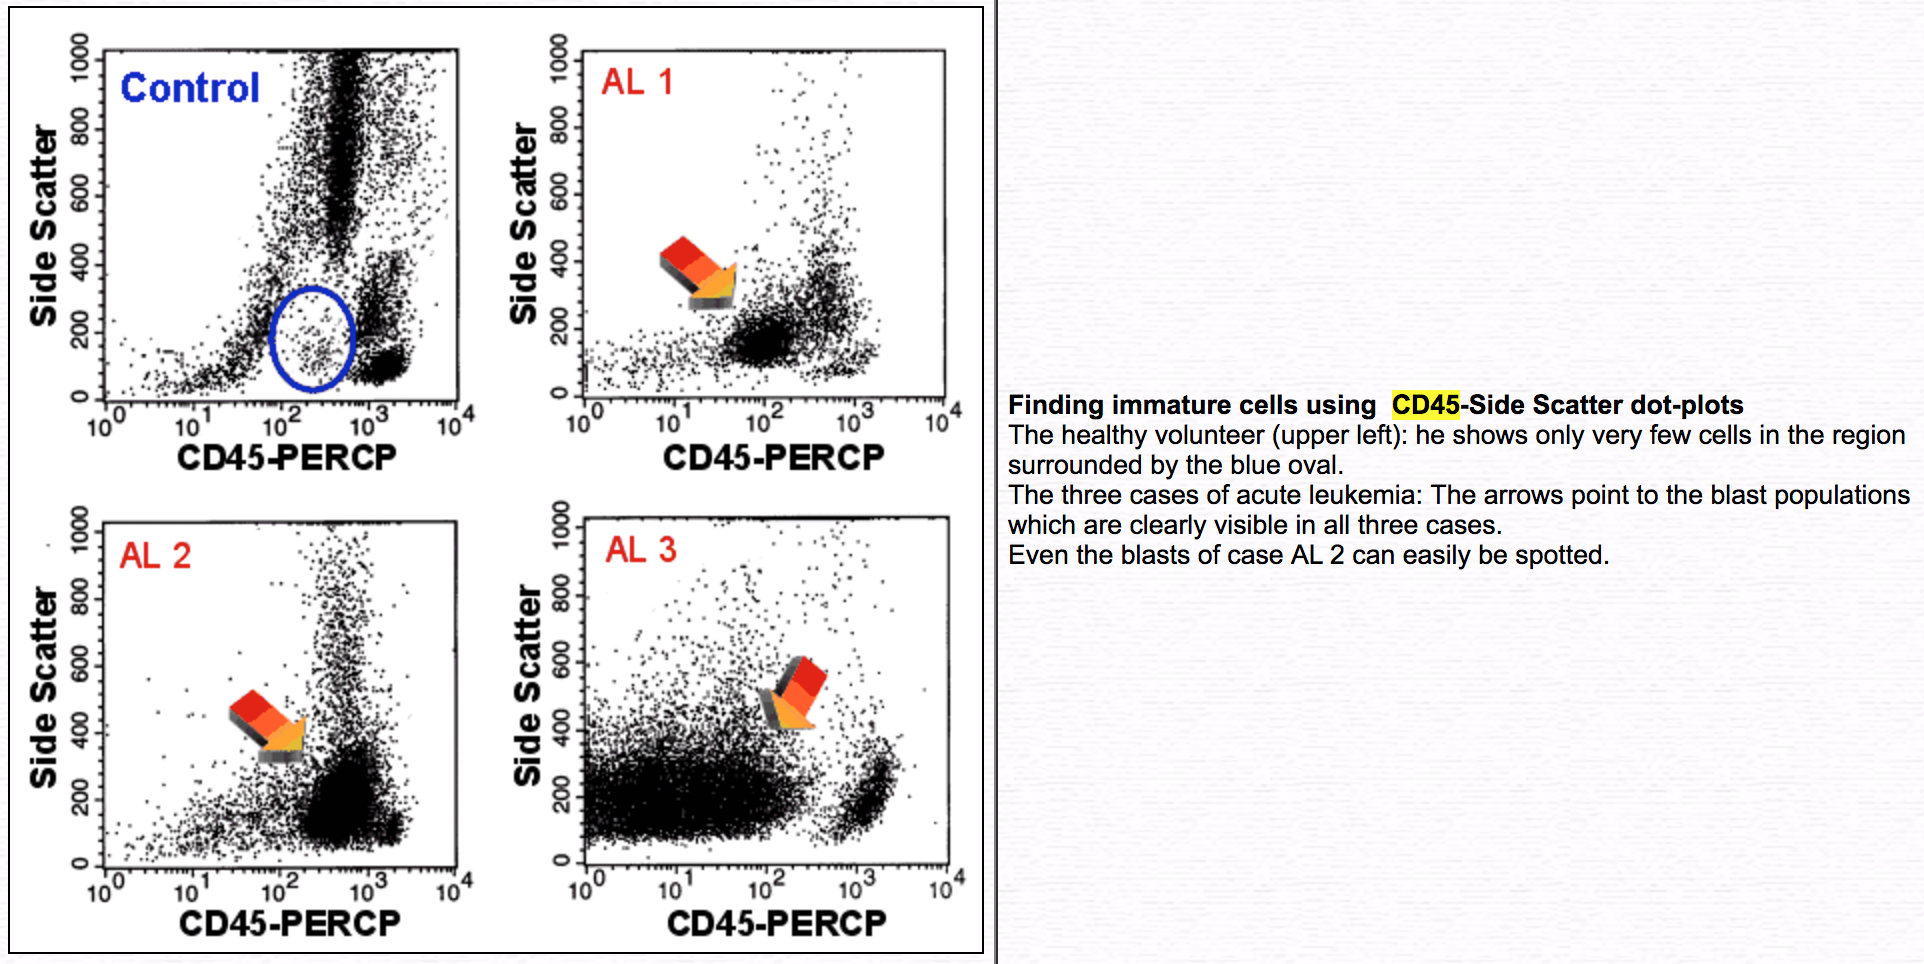 Control
Side Scatter
1000
800
600
400
200
0
10^0 10^1 10^2 10^3 10^4
CD45-PERCP
AL 1
Side Scatter
1000
800
600
400
200
0
10^0 10^1 10^2 10^3 10^4
CD45-PERCP
AL 2
Side Scatter
1000
800
600
400
200
0
10^0 10^1 10^2 10^3 10^4
CD45-PERCP
AL 3
Side Scatter
1000
800
600
400
200
0
10^0 10^1 10^2 10^3 10^4
CD45-PERCP
Finding immature cells using CD45-Side Scatter dot-plots
The healthy volunteer (upper left): he shows only very few cells in the region
surrounded by the blue oval.
The three cases of acute leukemia: The arrows point to the blast populations
which are clearly visible in all three cases.
Even the blasts of case AL 2 can easily be spotted.